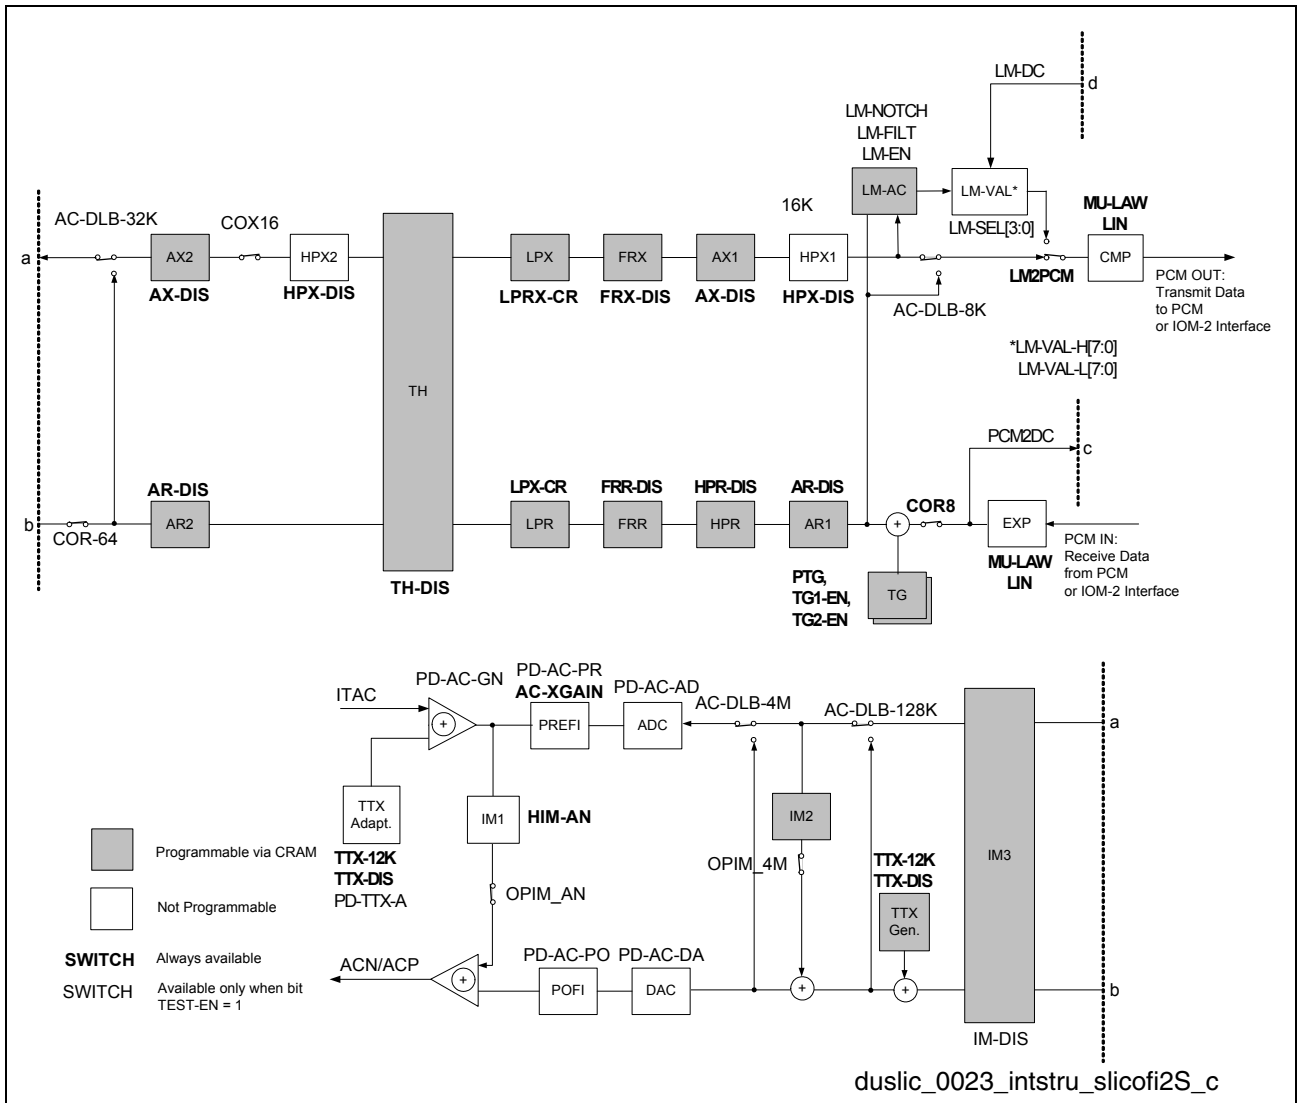 LM-DC
d
LM-NOTCH
LM-FILT
LM-EN
LM-AC
LM-VAL*
16K
LM-SEL[3:0]
MU-LAW
LIN
AC-DLB-32K
COX16
a
AX2
HPX2
LPX
FRX
AX1
HPX1
CMP
AX-DIS
HPX-DIS
LPRX-CR
FRX-DIS
AX-DIS
HPX-DIS
AC-DLB-8K
LM2PCM
PCM OUT:
Transmit Data
to PCM
or IOM-2 Interface
*LM-VAL-H[7:0]
LM-VAL-L[7:0]
TH
PCM2DC
c
AR-DIS
LPX-CR
FRR-DIS
HPR-DIS
AR-DIS
COR8
b
COR-64
AR2
LPR
FRR
HPR
AR1
+
EXP
TH-DIS
PTG,
TG1-EN,
TG2-EN
TG
MU-LAW
LIN
PCM IN:
Receive Data
from PCM
or IOM-2 Interface
ITAC
PD-AC-GN
PD-AC-PR
AC-XGAIN
PD-AC-AD
AC-DLB-4M
AC-DLB-128K
a
+
PREFI
ADC
TTX
Adapt.
IM1
HIM-AN
IM2
IM3
TTX-12K
TTX-DIS
PD-TTX-A
OPIM_AN
OPIM_4M
TTX-12K
TTX-DIS
TTX
Gen.
Programmable via CRAM
Not Programmable
SWITCH Always available
SWITCH Available only when bit
TEST-EN = 1
ACN/ACP
PD-AC-PO
PD-AC-DA
+
POFI
DAC
+
+
b
IM-DIS
duslic_0023_intstru_slicofi2S_c